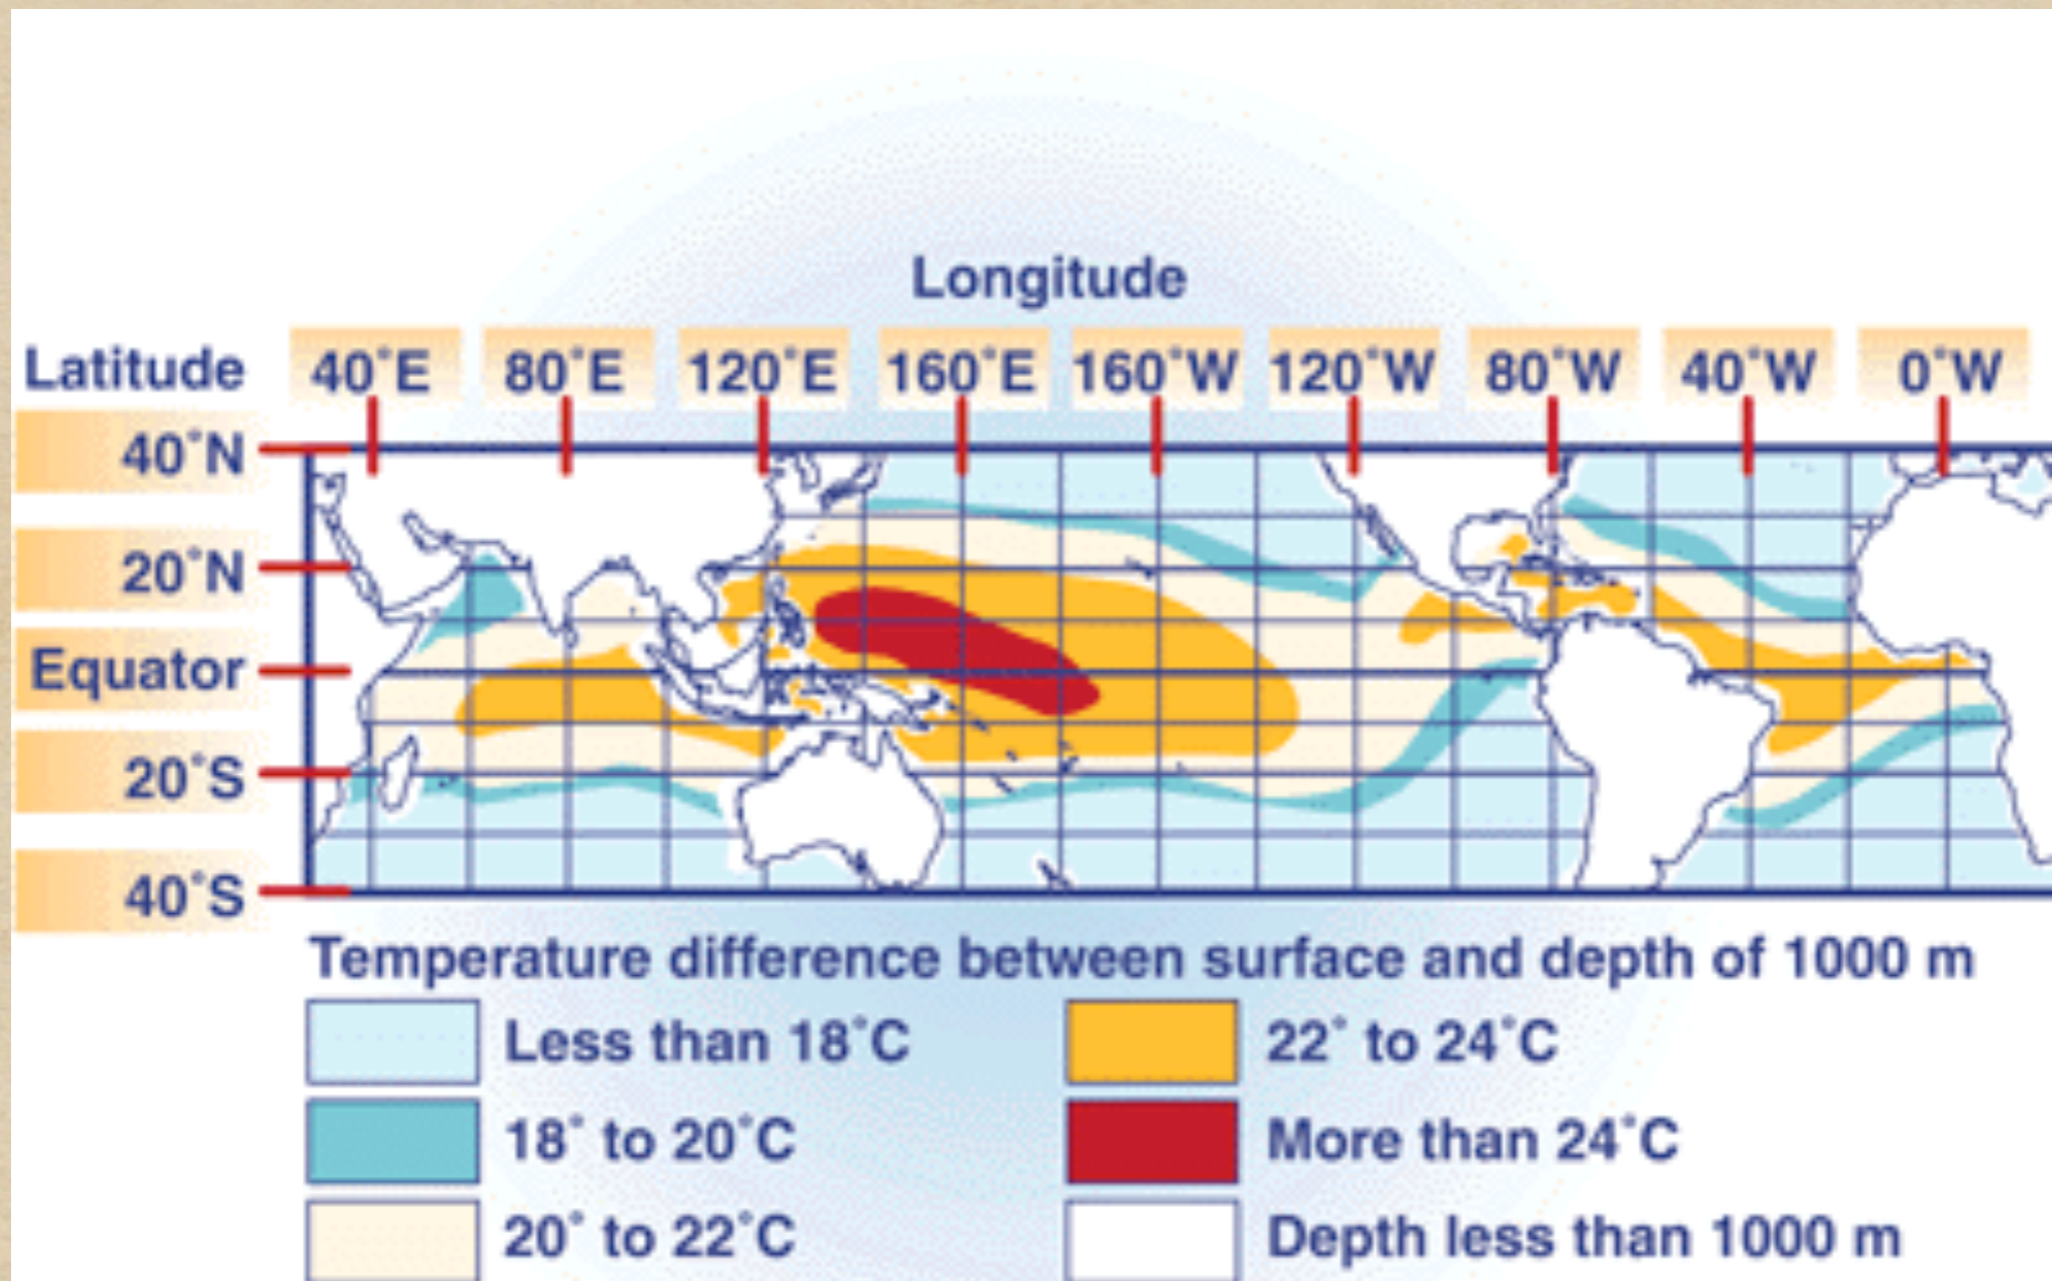 Longitude
Latitude 40°E 80°E 120°E 160°E 160°W 120°W 80°W 40°W 0°W
40°N
20°N
Equator
20°S
40°S
Temperature difference between surface and depth of 1000 m
Less than 18°C 22° to 24°C
18° to 20°C More than 24°C
20° to 22°C Depth less than 1000 m